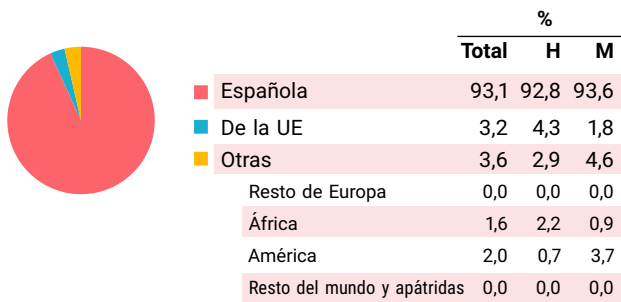 %
Total H M
Española 93,1 92,8 93,6
De la UE 3,2 4,3 1,8
Otras 3,6 2,9 4,6
Resto de Europa 0,0 0,0 0,0
África 1,6 2,2 0,9
América 2,0 0,7 3,7
Resto del mundo y apátridas 0,0 0,0 0,0